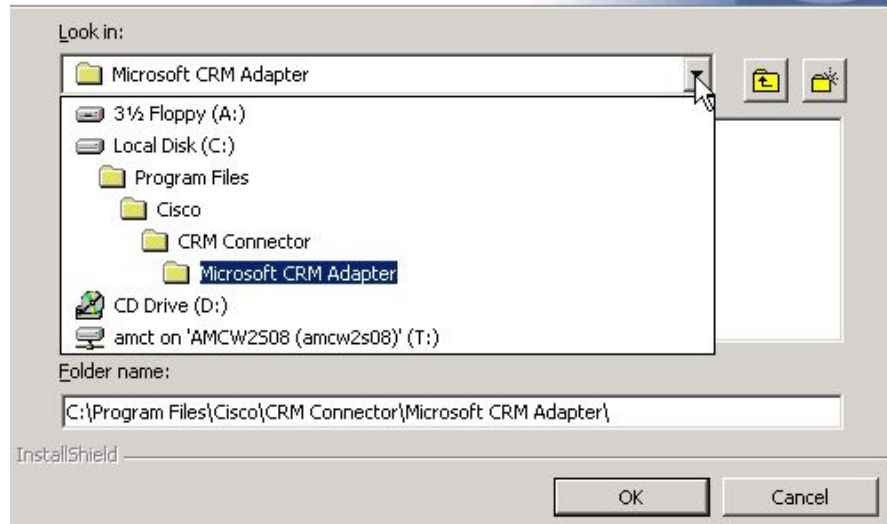 Look in:
Microsoft CRM Adapter
3½ Floppy (A:)
Local Disk (C:)
Program Files
Cisco
CRM Connector
Microsoft CRM Adapter
CD Drive (D:)
amct on 'AMCW2S08 (amcw2s08)' (T:)
Folder name:
C:\Program Files\Cisco\CRM Connector\Microsoft CRM Adapter\
InstallShield
OK Cancel